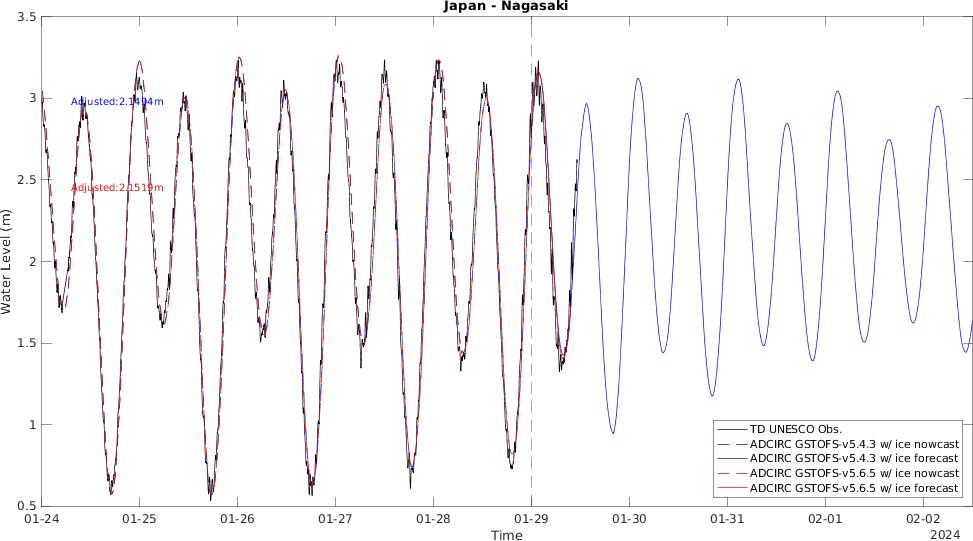 Japan - Nagasaki
3.5
3
2.5
2
1.5
1
0.5
Water Level (m)
Adjusted:2.1494m
Adjusted:2.1519m
TD UNESCO Obs.
ADCIRC GSTOFS-v5.4.3 w/ ice nowcast
ADCIRC GSTOFS-v5.4.3 w/ ice forecast
ADCIRC GSTOFS-v5.6.5 w/ ice nowcast
ADCIRC GSTOFS-v5.6.5 w/ ice forecast
01-24 01-25 01-26 01-27 01-28 01-29 01-30 01-31 02-01 02-02
Time
2024